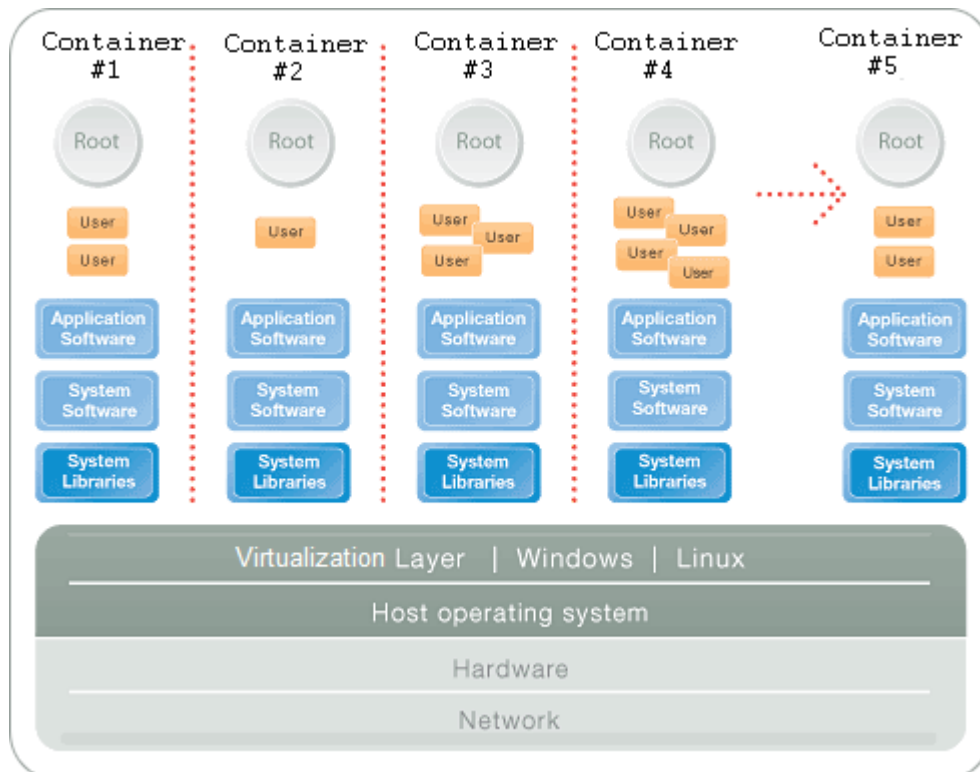 Container #1
Container #2
Container #3
Container #4
Container #5
Root
Root
Root
Root
Root
User
User
User
User
User
User
User
User
User
User
User
User
Application Software
Application Software
Application Software
Application Software
Application Software
System Software
System Software
System Software
System Software
System Software
System Libraries
System Libraries
System Libraries
System Libraries
System Libraries
Virtualization Layer | Windows | Linux
Host operating system
Hardware
Network